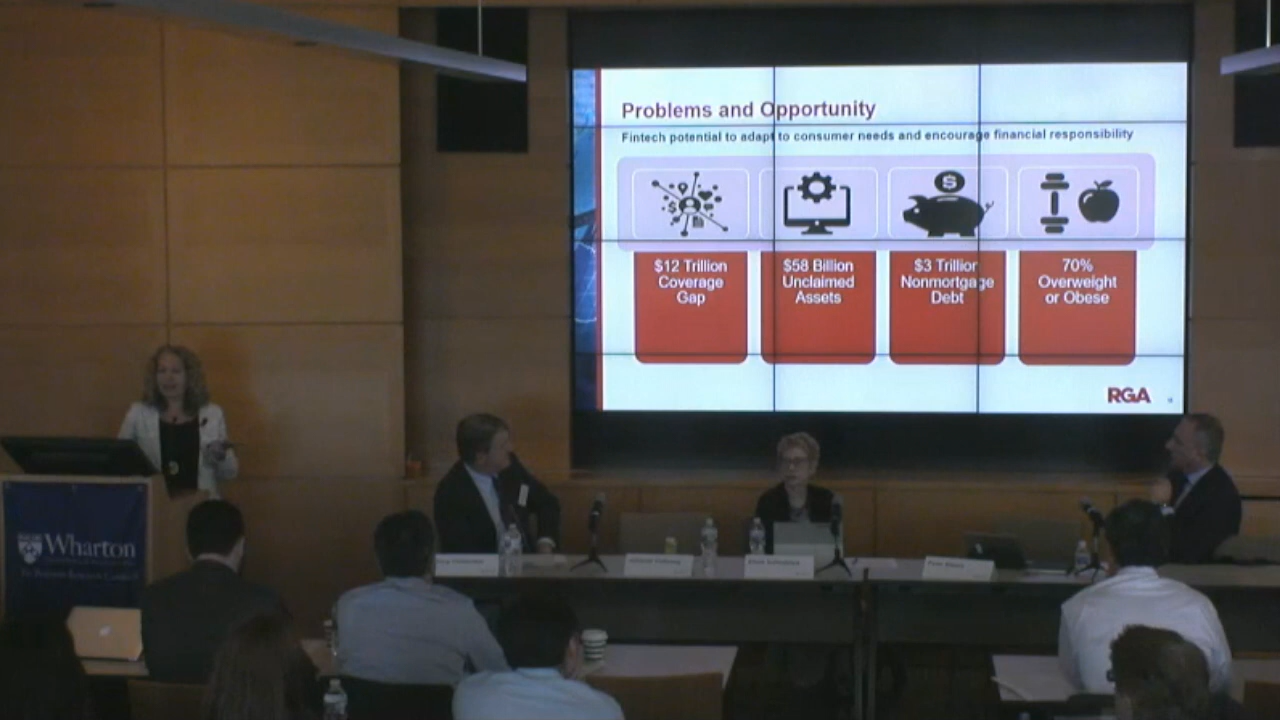 Problems and Opportunity
Fintech potential to adapt to consumer needs and encourage financial responsibility
$12 Trillion
Coverage
Gap
$58 Billion
Unclaimed
Assets
$3 Trillion
Nonmortgage
Debt
70%
Overweight
or Obese
RGA
Wharton